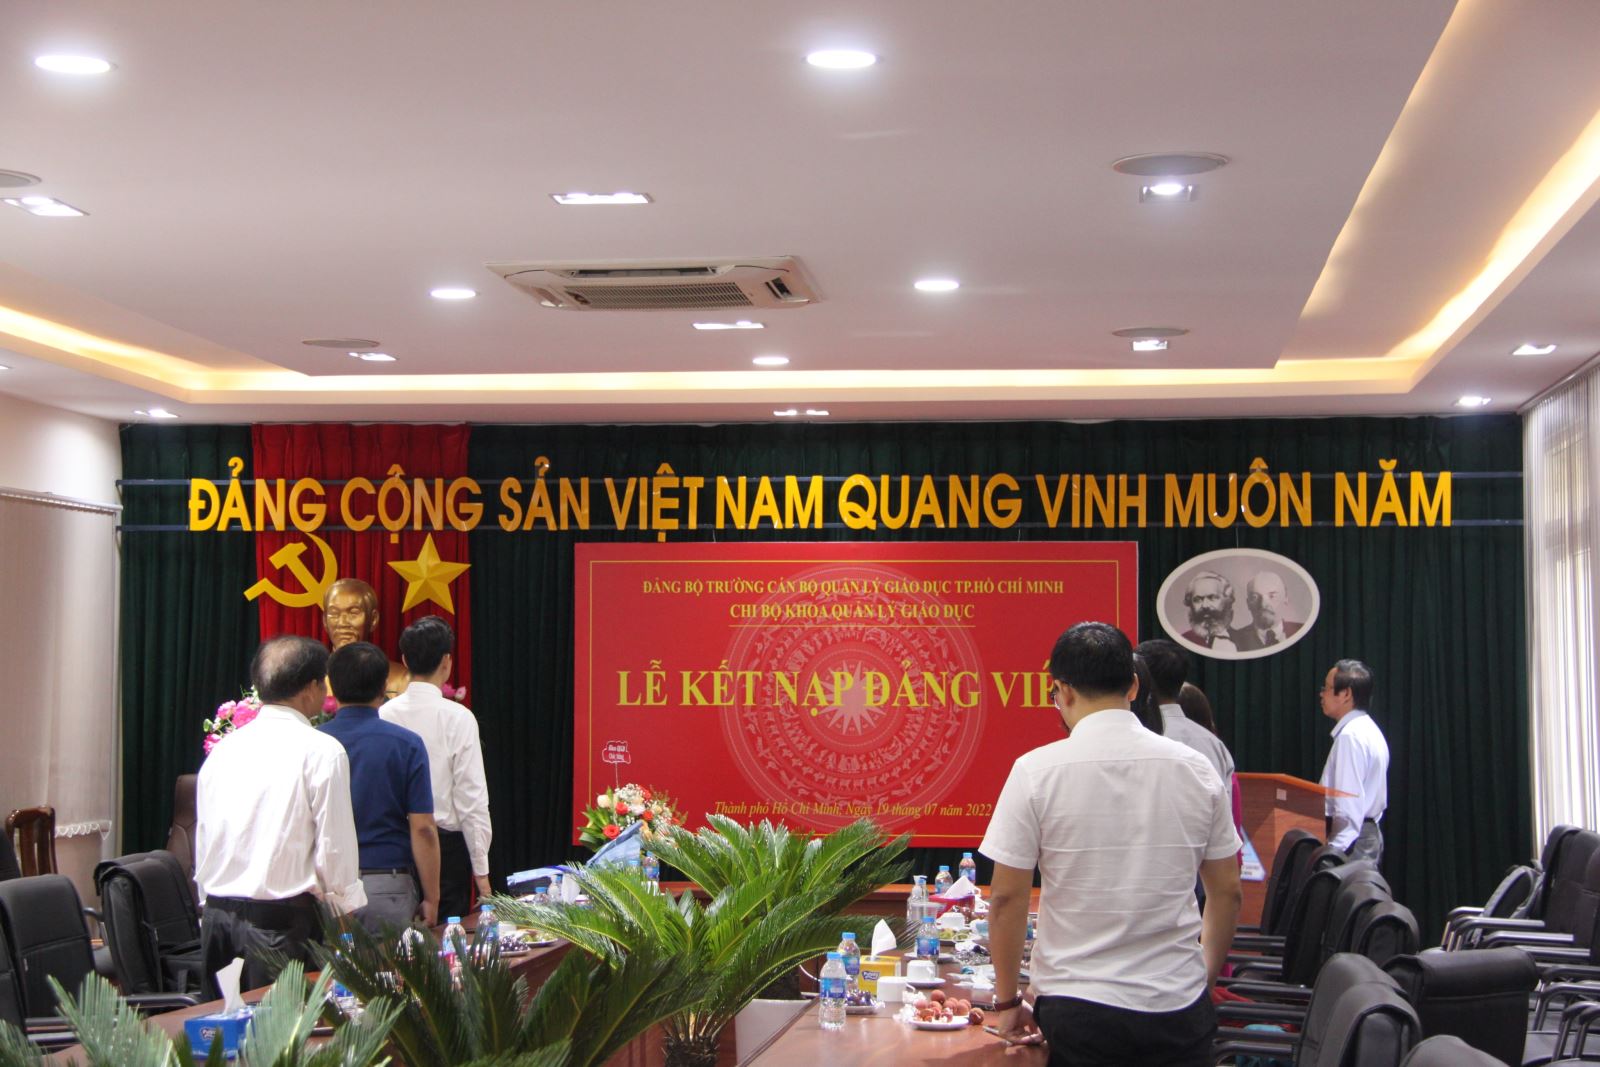 ĐẢNG CỘNG SẢN VIỆT NAM QUANG VINH MUÔN NĂM
ĐẢNG BỘ TRƯỜNG CÁN BỘ QUẢN LÝ GIÁO DỤC TP.HỒ CHÍ MINH
CHI BỘ KHOA QUẢN LÝ GIÁO DỤC
LỄ KẾT NẠP ĐẢNG VIÊ
Thành phố Hồ Chí Minh, Ngày 19 tháng 07 năm 2022